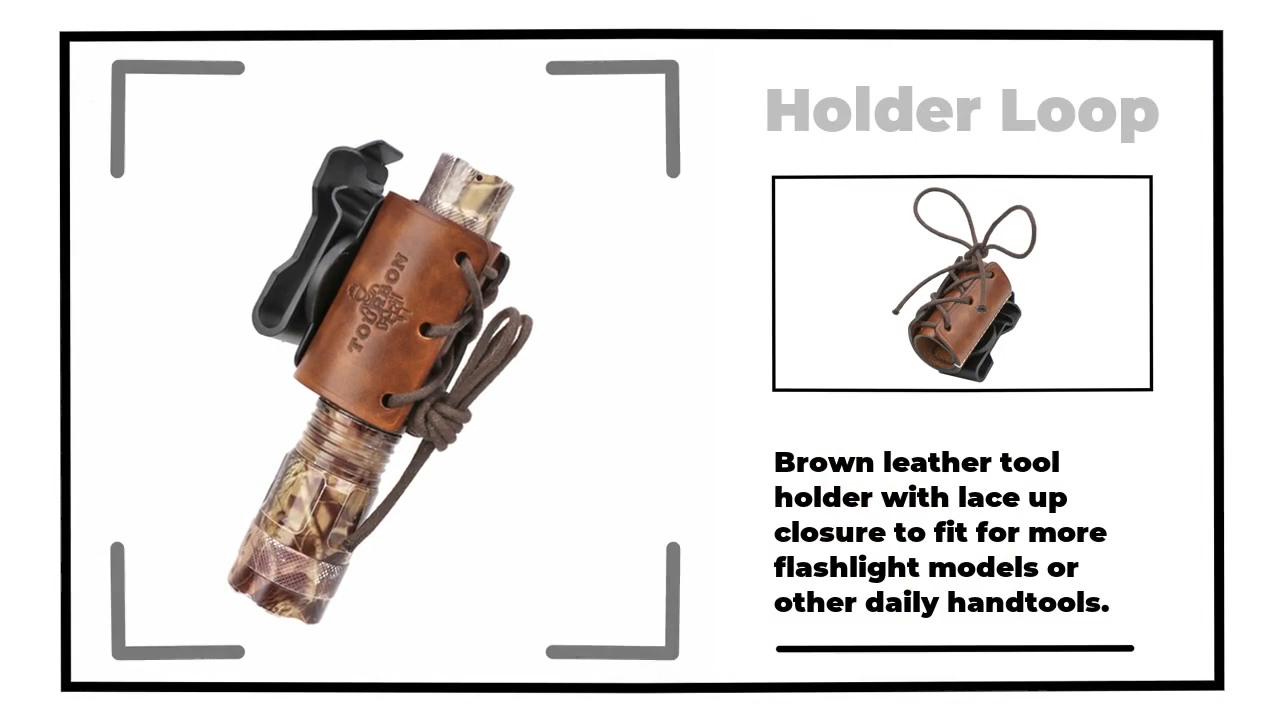 Holder Loop
TOURBON
Brown leather tool
holder with lace up
closure to fit for more
flashlight models or
other daily handtools.